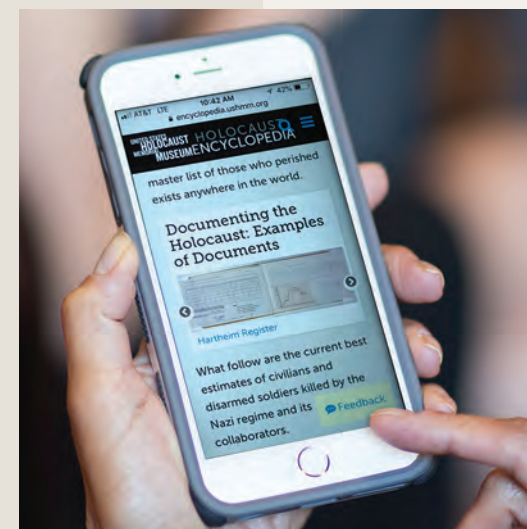 AT&T LTE 10:42 AM 42%
encyclopedia.ushmm.org
UNITED STATES
HOLOCAUST
MEMORIAL
MUSEUM
HOLOCAUST
ENCYCLOPEDIA
master list of those who perished
exists anywhere in the world.
Documenting the
Holocaust: Examples
of Documents
Hartheim Register
What follow are the current best
estimates of civilians and
disarmed soldiers killed by the
Nazi regime and its
collaborators.
Feedback